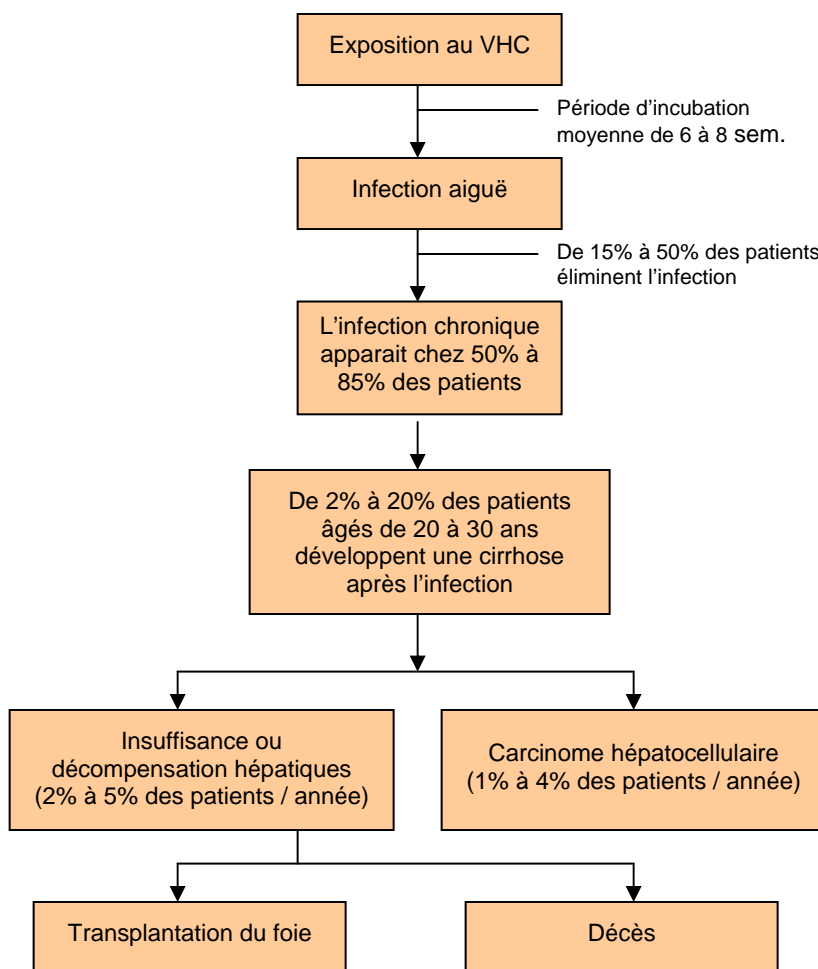 Exposition au VHC
Période d'incubation
moyenne de 6 à 8 sem.
Infection aiguë
De 15% à 50% des patients
éliminent l'infection
L'infection chronique
apparait chez 50% à
85% des patients
De 2% à 20% des patients
âgés de 20 à 30 ans
développent une cirrhose
après l'infection
Insuffisance ou
décompensation hépatiques
(2% à 5% des patients / année)
Carcinome hépatocellulaire
(1% à 4% des patients / année)
Transplantation du foie
Décès